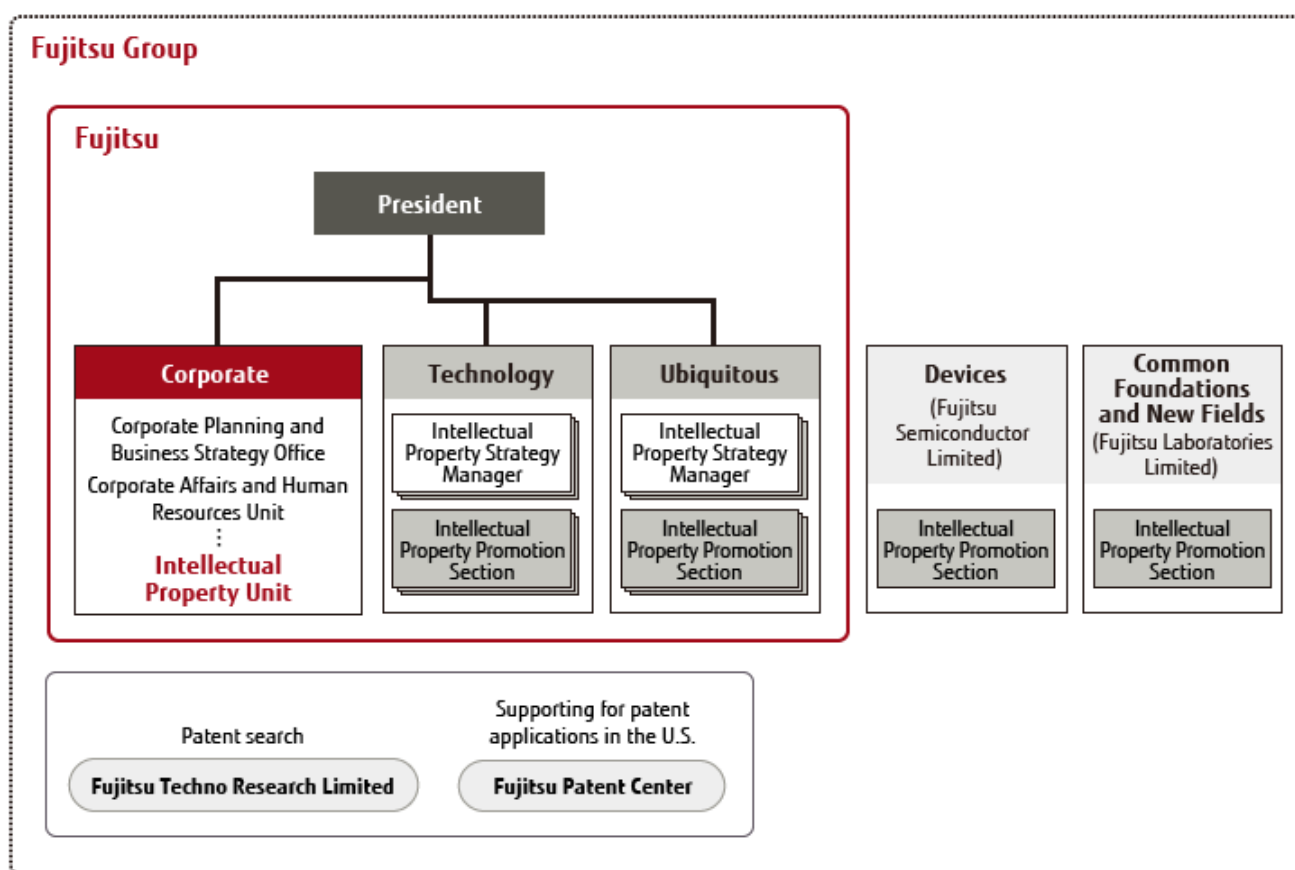 Fujitsu Group
Fujitsu
President
Corporate
Corporate Planning and
Business Strategy Office
Corporate Affairs and Human
Resources Unit
Intellectual
Property Unit
Technology
Intellectual
Property Strategy
Manager
Intellectual
Property Promotion
Section
Ubiquitous
Intellectual
Property Strategy
Manager
Intellectual
Property Promotion
Section
Devices
(Fujitsu
Semiconductor
Limited)
Intellectual
Property Promotion
Section
Common
Foundations
and New Fields
(Fujitsu Laboratories
Limited)
Intellectual
Property Promotion
Section
Patent search
Fujitsu Techno Research Limited
Supporting for patent
applications in the U.S.
Fujitsu Patent Center